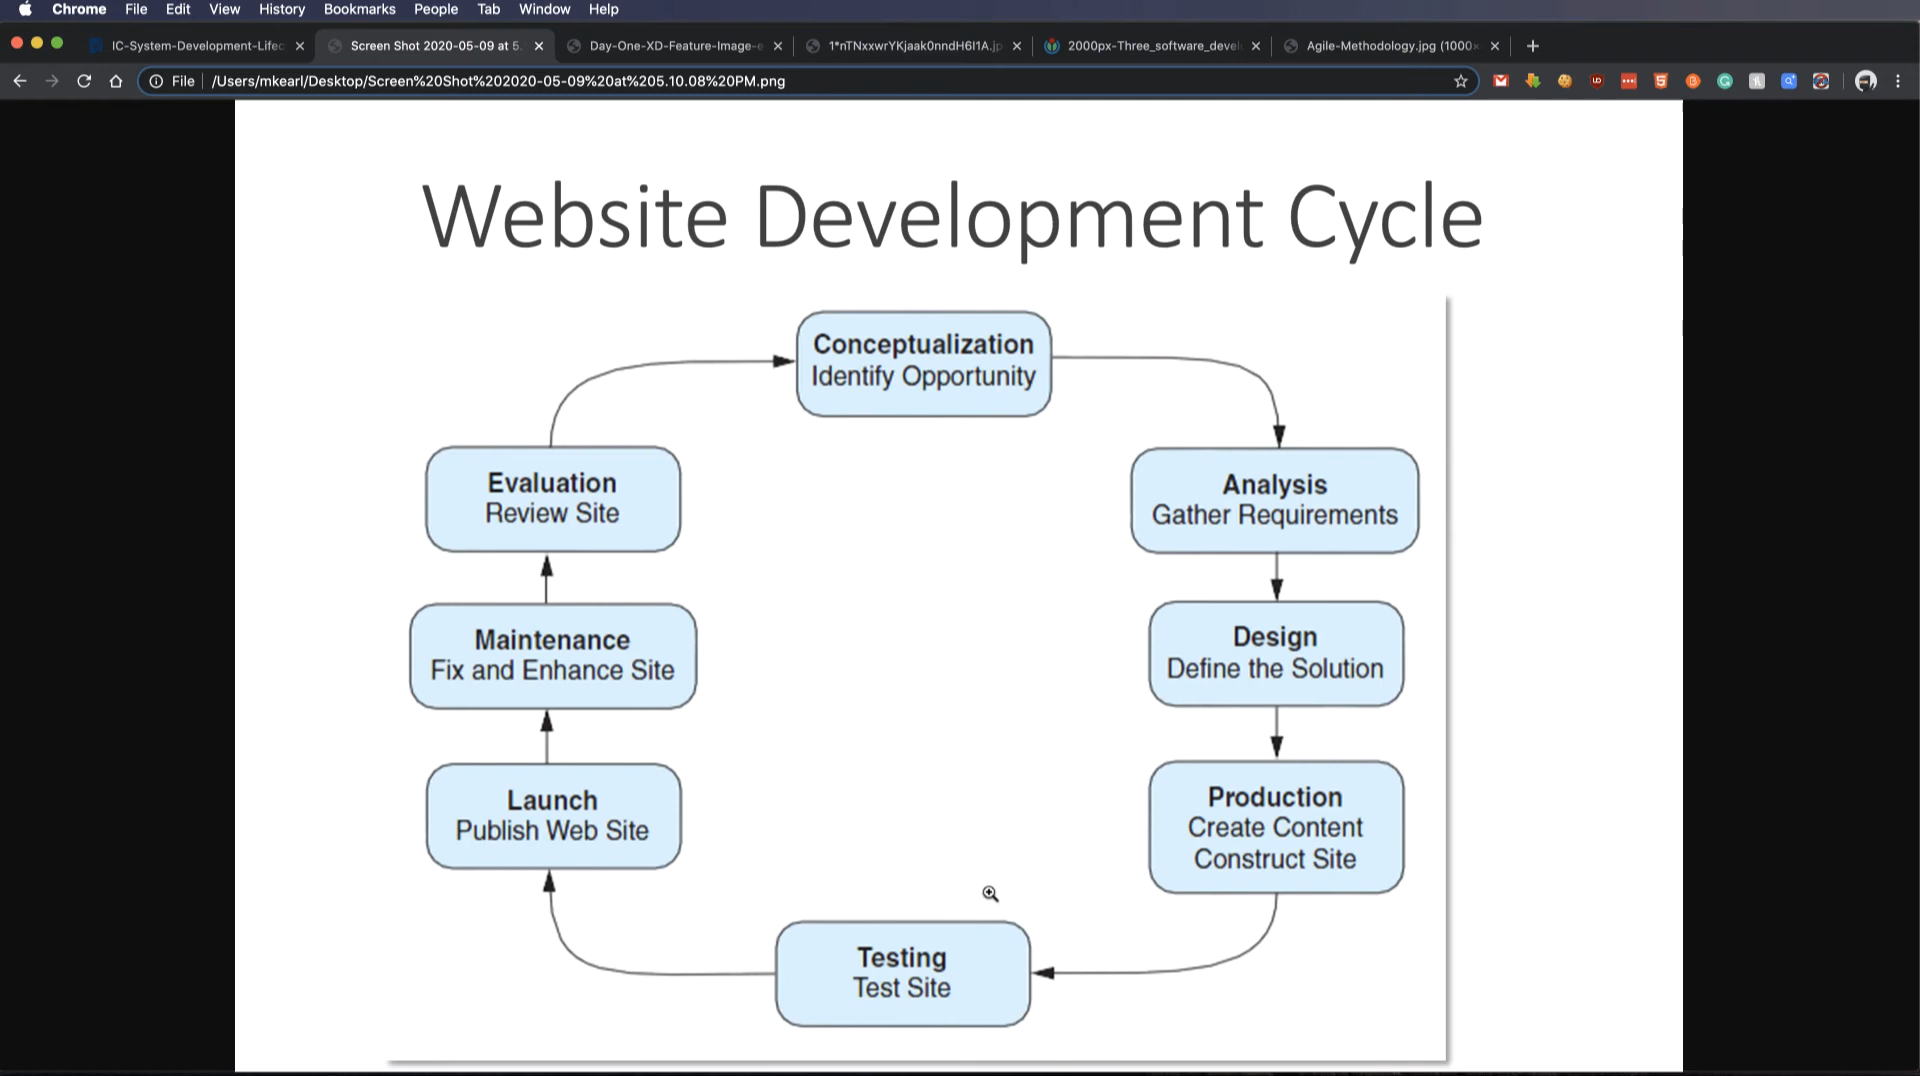 Chrome File Edit View History Bookmarks People Tab Window Help
IC-System-Development-Lifec Screen Shot 2020-05-09 at 5. Day-One-XD-Feature-Image- 2000px-Three_software_devel Agile-Methodology.jpg (1000
File /Users/mkearl/Desktop/Screen%20Shot%202020-05-09%20at%205.10.08%20PM.png
Website Development Cycle
Conceptualization
Identify Opportunity
Analysis
Gather Requirements
Design
Define the Solution
Production
Create Content
Construct Site
Testing
Test Site
Launch
Publish Web Site
Maintenance
Fix and Enhance Site
Evaluation
Review Site